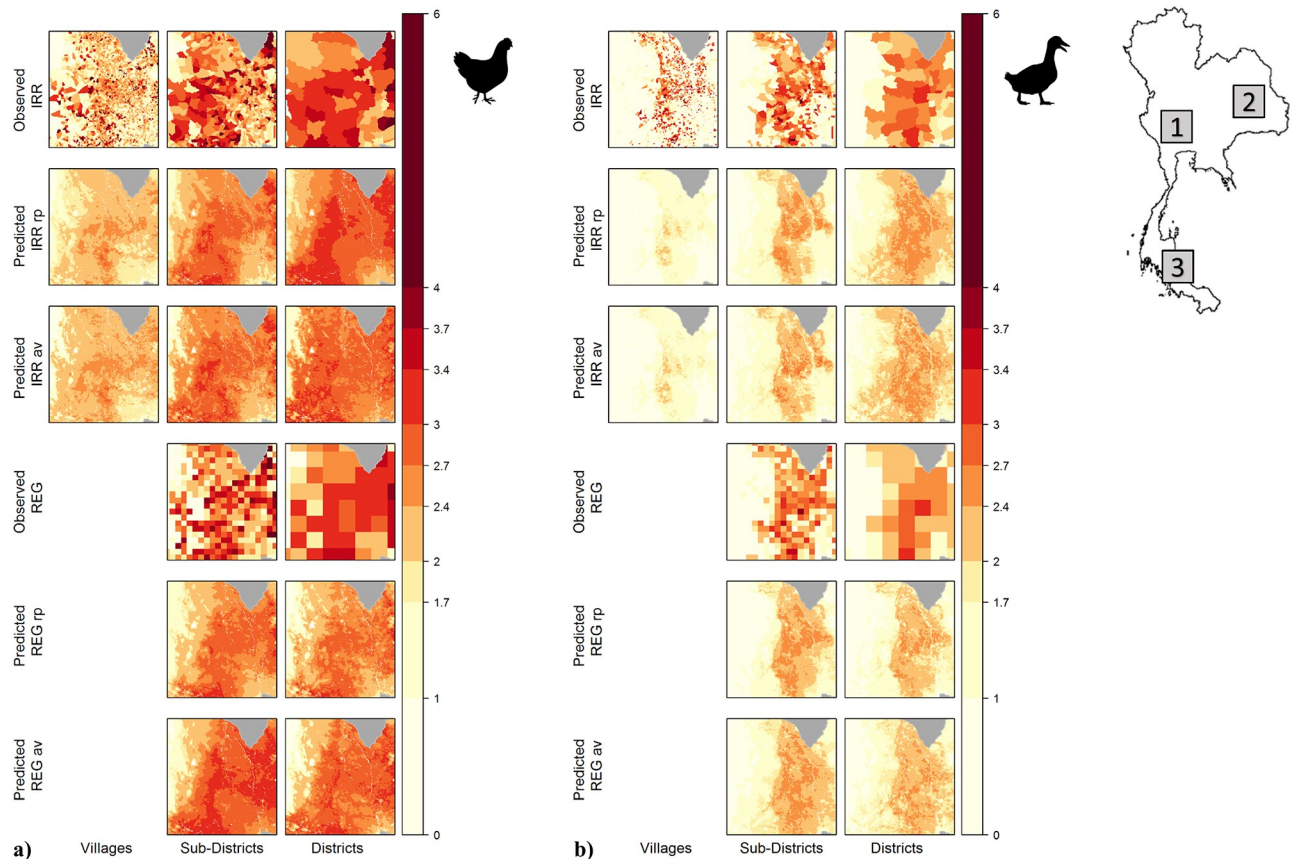 Observed
IRR
Predicted
IRR rp
Predicted
IRR av
Observed
REG
Predicted
REG rp
Predicted
REG av
6
4
3.7
3.4
3
2.7
2.4
2
1.7
1
0
a)
Villages
Sub-Districts
Districts
Observed
IRR
Predicted
IRR rp
Predicted
IRR av
Observed
REG
Predicted
REG rp
Predicted
REG av
6
4
3.7
3.4
3
2.7
2.4
2
1.7
1
0
b)
Villages
Sub-Districts
Districts
1
2
3